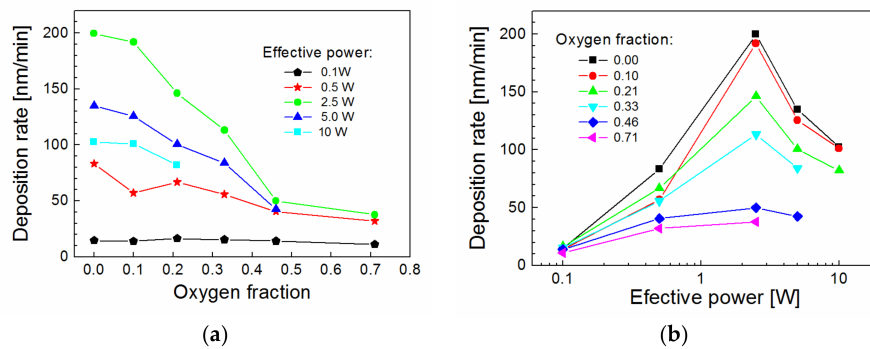 Deposition rate [nm/min]
200
150
100
50
0
Effective power:
0.1W
0.5 W
2.5 W
5.0 W
10 W
0.0 0.1 0.2 0.3 0.4 0.5 0.6 0.7 0.8
Oxygen fraction
(a)
Deposition rate [nm/min]
200
150
100
50
0
Oxygen fraction:
0.00
0.10
0.21
0.33
0.46
0.71
0.1 1 10
Efective power [W]
(b)